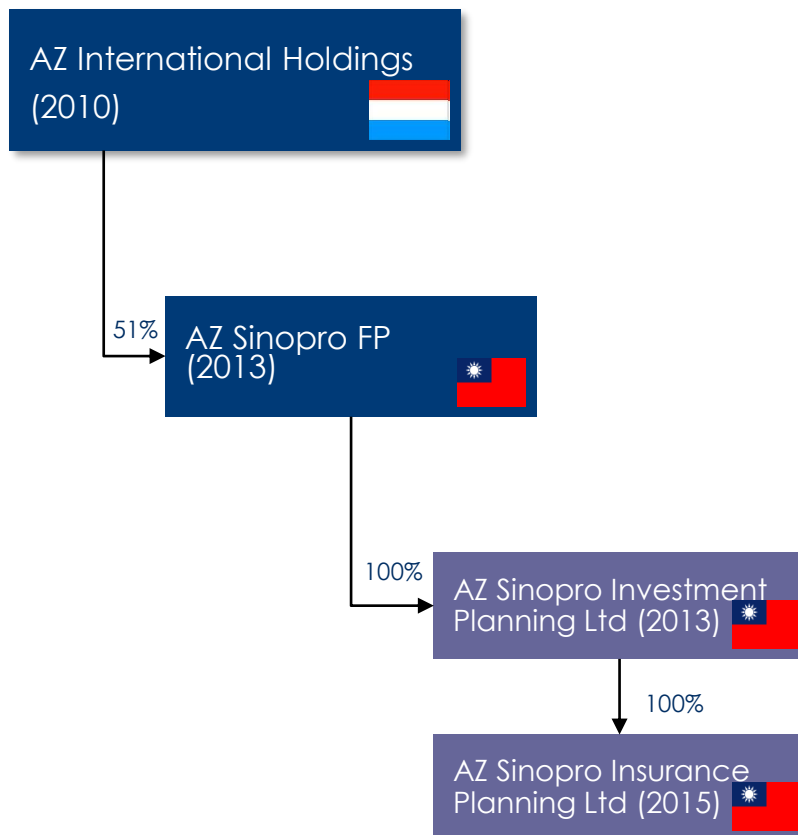 AZ International Holdings
(2010)
51%
AZ Sinopro FP
(2013)
100%
AZ Sinopro Investment
Planning Ltd (2013)
100%
AZ Sinopro Insurance
Planning Ltd (2015)